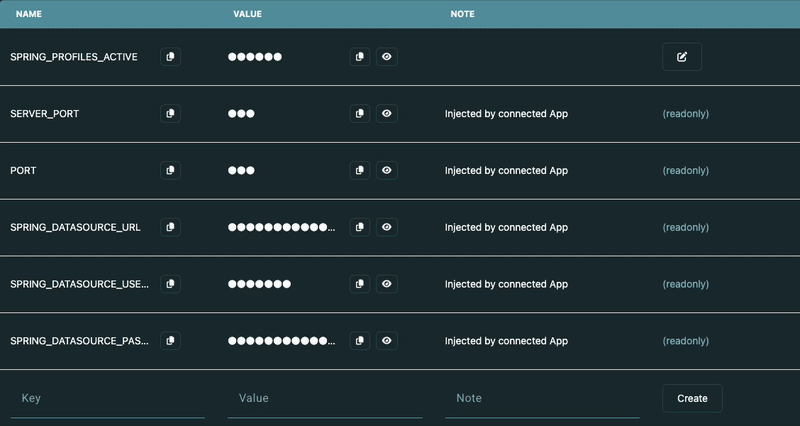 NAME VALUE NOTE
SPRING_PROFILES_ACTIVE ●●●●●●
SERVER_PORT ●●● Injected by connected App (readonly)
PORT ●●● Injected by connected App (readonly)
SPRING_DATASOURCE_URL ●●●●●●●●●●●... Injected by connected App (readonly)
SPRING_DATASOURCE_USE... ●●●●●●● Injected by connected App (readonly)
SPRING_DATASOURCE_PAS... ●●●●●●●●●●●... Injected by connected App (readonly)
Key Value Note Create